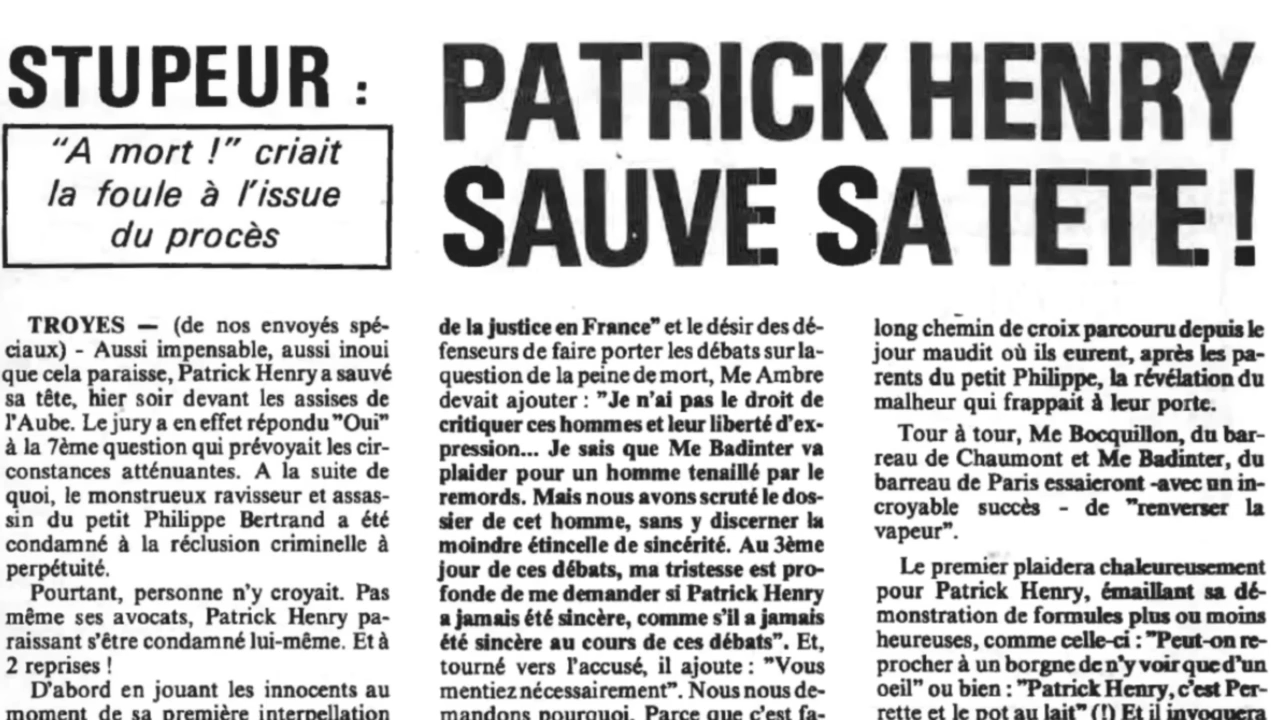 STUPEUR :
"A mort !" criait
la foule à l'issue
du procès
PATRICK HENRY
SAUVE SA TETE !
TROYES — (de nos envoyés spé-
ciaux) - Aussi impensable, aussi inoui
que cela paraisse, Patrick Henry a sauvé
sa tête, hier soir devant les assises de
l'Aube. Le jury a en effet répondu "Oui"
à la 7ème question qui prévoyait les cir-
constances atténuantes. A la suite de
quoi, le monstrueux ravisseur et assas-
sin du petit Philippe Bertrand a été
condamné à la réclusion criminelle à
perpétuité.
Pourtant, personne n'y croyait. Pas
même ses avocats, Patrick Henry pa-
raissant s'être condamné lui-même. Et à
2 reprises !
D'abord en jouant les innocents au
moment de sa première interpellation
de la justice en France" et le désir des dé-
fenseurs de faire porter les débats sur la-
question de la peine de mort, Me Ambre
devait ajouter : "Je n'ai pas le droit de
critiquer ces hommes et leur liberté d'ex-
pression... Je sais que Me Badinter va
plaider pour un homme tenaillé par le
remords. Mais nous avons scruté le dos-
sier de cet homme, sans y discerner la
moindre étincelle de sincérité. Au 3ème
jour de ces débats, ma tristesse est pro-
fonde de me demander si Patrick Henry
a jamais été sincère, comme s'il a jamais
été sincère au cours de ces débats". Et,
tourné vers l'accusé, il ajoute : "Vous
mentiez nécessairement". Nous nous de-
mandons pourquoi. Parce que c'est fa-
long chemin de croix parcouru depuis le
jour maudit où ils eurent, après les pa-
rents du petit Philippe, la révélation du
malheur qui frappait à leur porte.
Tour à tour, Me Bocquillon, du bar-
reau de Chaumont et Me Badinter, du
barreau de Paris essaieront -avec un in-
croyable succès - de "renverser la
vapeur".
Le premier plaidera chaleureusement
pour Patrick Henry, émaillant sa dé-
monstration de formules plus ou moins
heureuses, comme celle-ci : "Peut-on re-
procher à un borgne de n'y voir que d'un
oeil" ou bien : "Patrick Henry, c'est Per-
rette et le pot au lait" (!) Et il invoquera